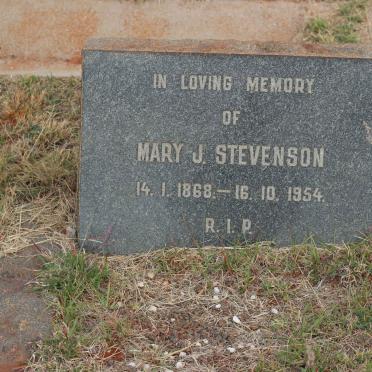 IN LOVING MEMORY
OF
MARY J. STEVENSON
14. 1. 1868.— 16. 10. 1954.
R. I. P.